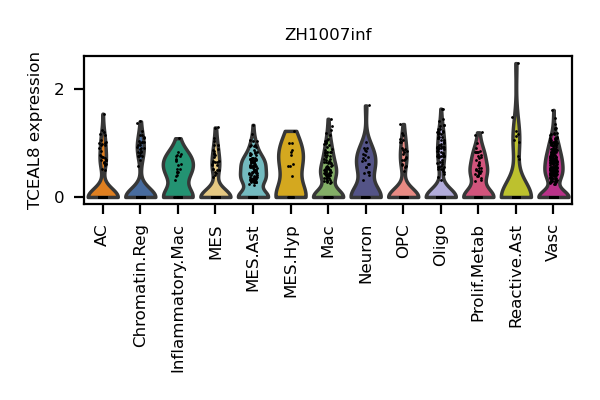 ZH1007inf
TCEAL8 expression
2
0
AC
Chromatin.Reg
Inflammatory.Mac
MES
MES.Ast
MES.Hyp
Mac
Neuron
OPC
Oligo
Prolif.Metab
Reactive.Ast
Vasc